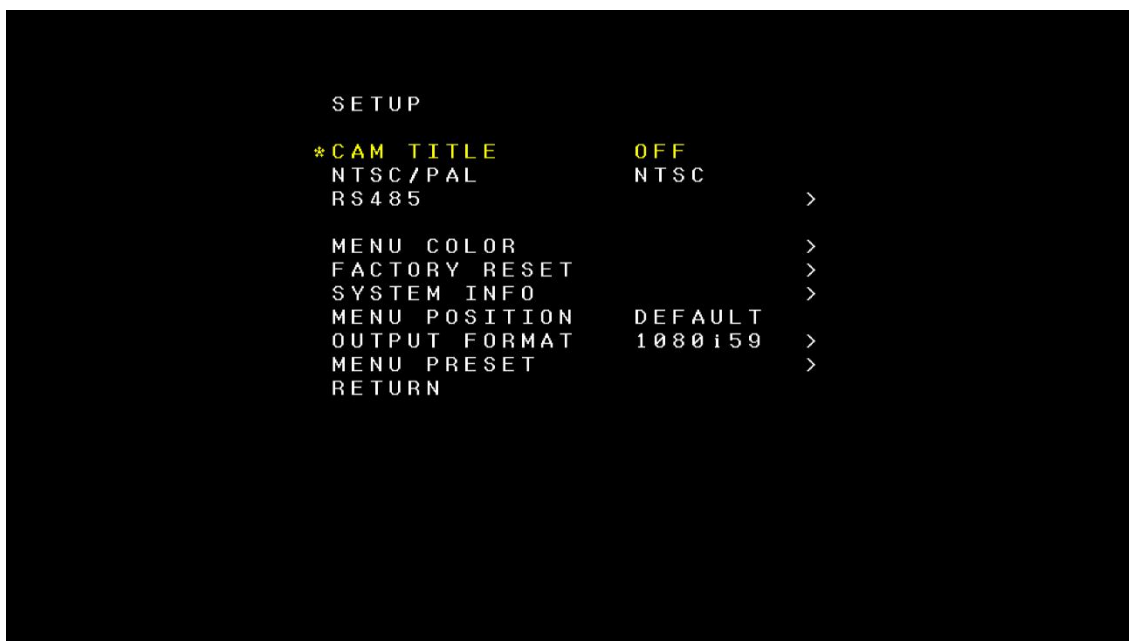 SETUP
*CAM TITLE OFF
NTSC/PAL NTSC
RS485 >
MENU COLOR >
FACTORY RESET >
SYSTEM INFO >
MENU POSITION DEFAULT
OUTPUT FORMAT 1080i59 >
MENU PRESET >
RETURN